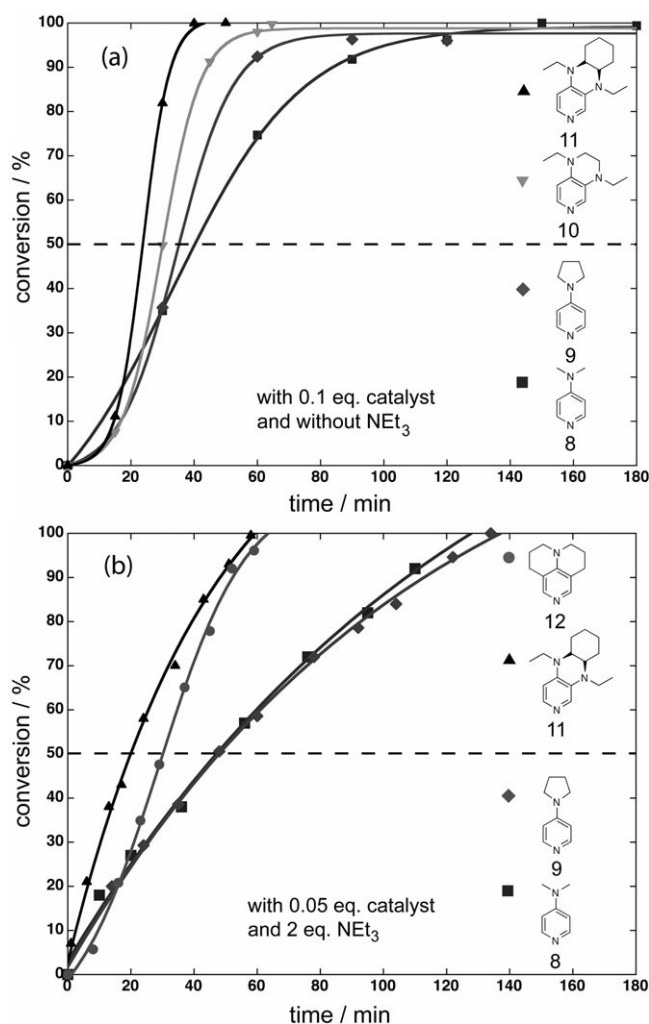 (a)
conversion / %
100
90
80
70
60
50
40
30
20
10
0
0 20 40 60 80 100 120 140 160 180
time / min
with 0.1 eq. catalyst
and without NEt3
N N
N
11
N N
N
10
N
N
9
N
N
8
(b)
conversion / %
100
90
80
70
60
50
40
30
20
10
0
0 20 40 60 80 100 120 140 160 180
time / min
with 0.05 eq. catalyst
and 2 eq. NEt3
N
N
12
N N
N
11
N
N
9
N
N
8